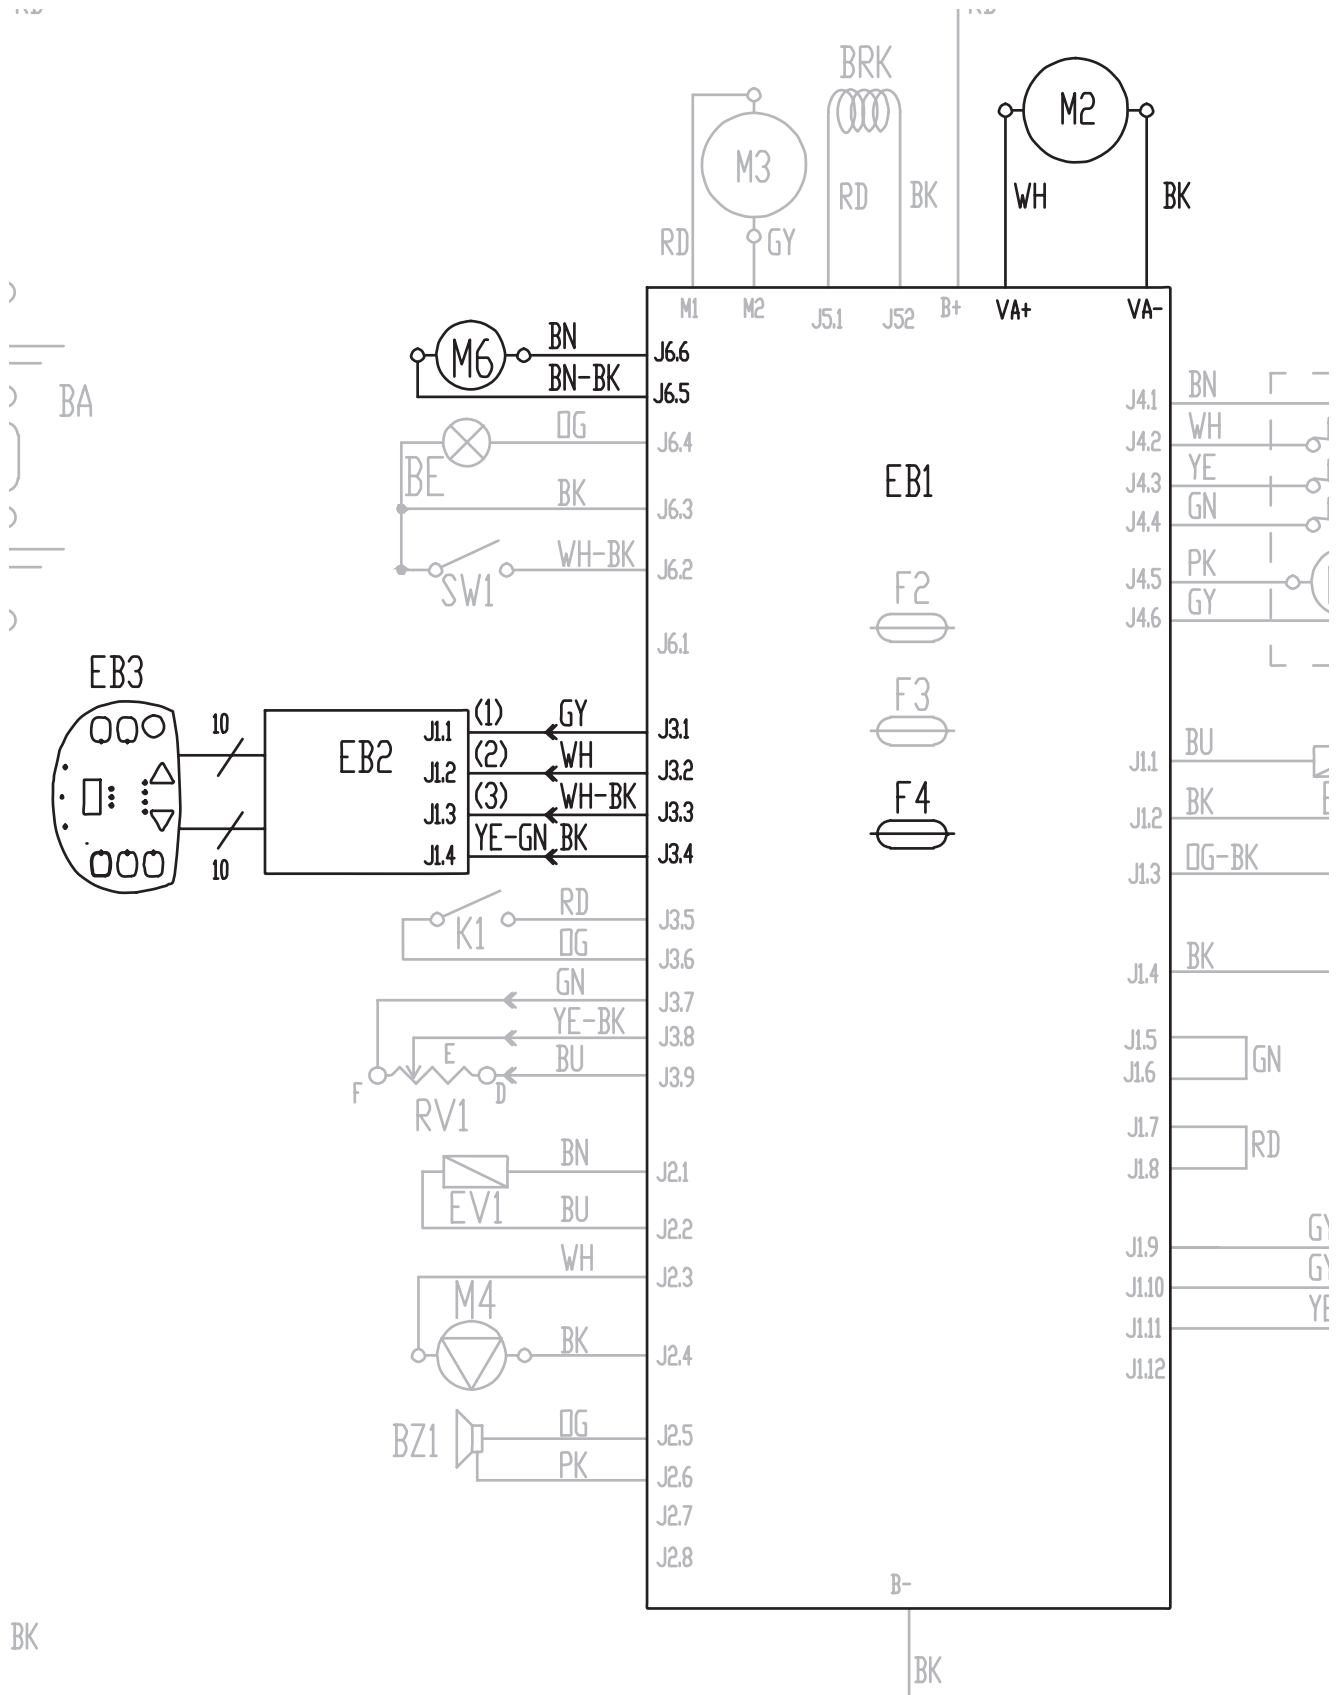 BRK
M2
M3
RD
BK
WH
BK
RD
GY
M1
M2
J5.1
J52
B+
VA+
VA-
M6
BN
J6.6
BN-BK
J6.5
BA
OG
J6.4
BE
BK
J6.3
WH-BK
J6.2
SW1
J6.1
EB1
F2
F3
F4
J4.1
BN
J4.2
WH
J4.3
YE
J4.4
GN
J4.5
PK
J4.6
GY
EB3
10
10
EB2
J1.1
(1)
GY
J3.1
J1.2
(2)
WH
J3.2
J1.3
(3)
WH-BK
J3.3
J1.4
YE-GN
BK
J3.4
J1.1
BU
J1.2
BK
J1.3
OG-BK
K1
RD
J3.5
OG
J3.6
GN
J3.7
YE-BK
J3.8
E
BU
J3.9
F
D
RV1
J1.4
BK
J1.5
J1.6
GN
J1.7
J1.8
RD
BN
J2.1
EV1
BU
J2.2
WH
J2.3
M4
BK
J2.4
BZ1
OG
J2.5
PK
J2.6
J2.7
J2.8
J1.9
GY
J1.10
GY
J1.11
YE
J1.12
B-
BK
BK